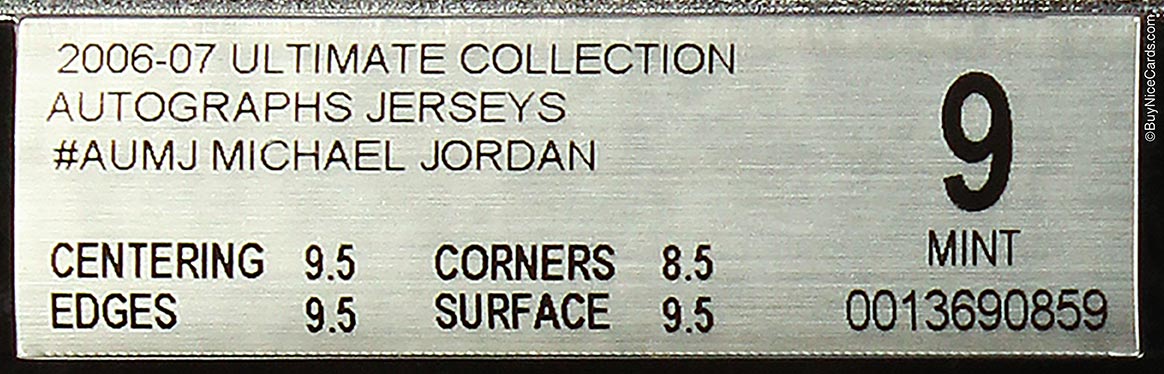 2006-07 ULTIMATE COLLECTION
AUTOGRAPHS JERSEYS
#AUMJ MICHAEL JORDAN
CENTERING 9.5 CORNERS 8.5
EDGES 9.5 SURFACE 9.5
9
MINT
0013690859
©BuyNiceCards.com